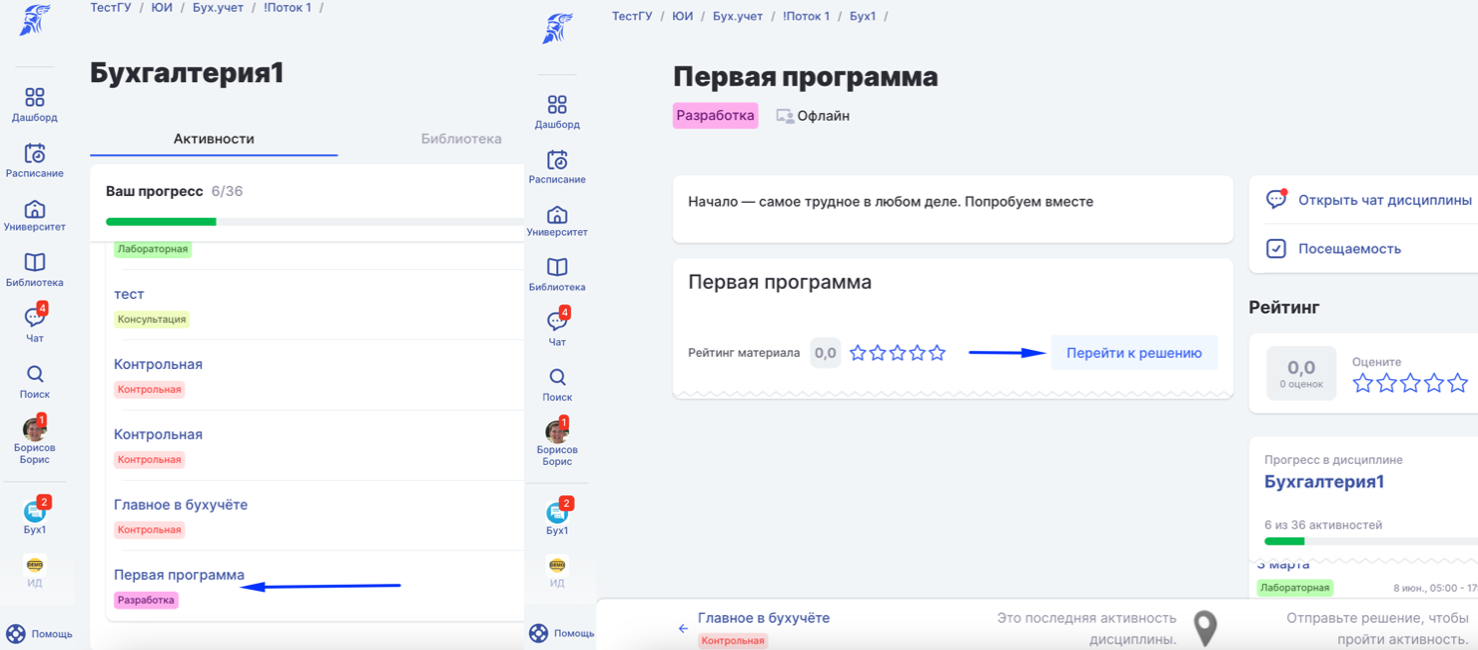 ТестГУ / ЮИ / Бух.учет / !Поток 1 /
Бухгалтерия1
Дашборд
Расписание
Университет
Библиотека
4
Чат
Поиск
1
Борисов
Борис
2
Бух1
DEMO
ИД
Помощь
Активности
Библиотека
Ваш прогресс 6/36
Лабораторная
тест
Консультация
Контрольная
Контрольная
Контрольная
Контрольная
Главное в бухучёте
Контрольная
Первая программа
Разработка
Дашборд
Расписание
Университет
Библиотека
4
Чат
Поиск
1
Борисов
Борис
2
Бух1
DEMO
ИД
Помощь
ТестГУ / ЮИ / Бух.учет / !Поток 1 / Бух1 /
Первая программа
Разработка Офлайн
Начало — самое трудное в любом деле. Попробуем вместе
Первая программа
Рейтинг материала 0,0 Перейти к решению
Открыть чат дисциплины
Посещаемость
Рейтинг
0,0
0 оценок
Оцените
Прогресс в дисциплине
Бухгалтерия1
6 из 36 активностей
3 марта
Лабораторная 8 июн., 05:00 - 17:
← Главное в бухучёте
Контрольная
Это последняя активность
дисциплины.
Отправьте решение, чтобы
пройти активность.